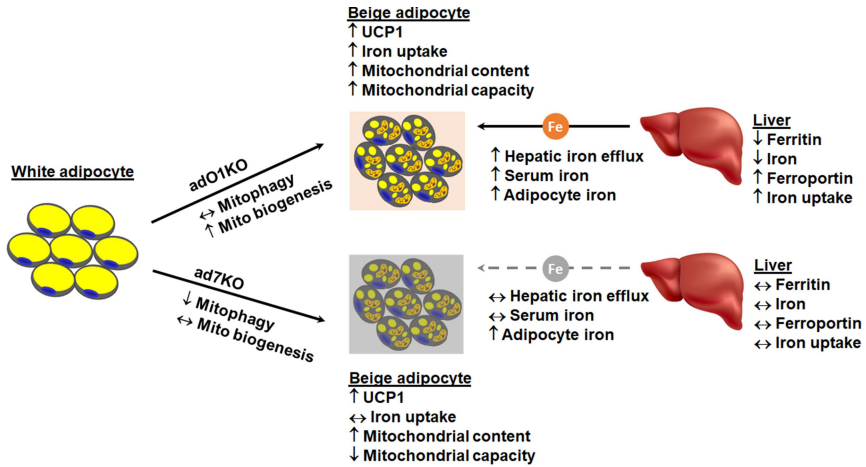 Beige adipocyte
↑ UCP1
↑ Iron uptake
↑ Mitochondrial content
↑ Mitochondrial capacity
White adipocyte
adO1KO
↔ Mitophagy
↑ Mito biogenesis
Fe
↑ Hepatic iron efflux
↑ Serum iron
↑ Adipocyte iron
Liver
↓ Ferritin
↓ Iron
↑ Ferroportin
↑ Iron uptake
ad7KO
↓ Mitophagy
↔ Mito biogenesis
Fe
↔ Hepatic iron efflux
↔ Serum iron
↑ Adipocyte iron
Liver
↔ Ferritin
↔ Iron
↔ Ferroportin
↔ Iron uptake
Beige adipocyte
↑ UCP1
↔ Iron uptake
↑ Mitochondrial content
↓ Mitochondrial capacity